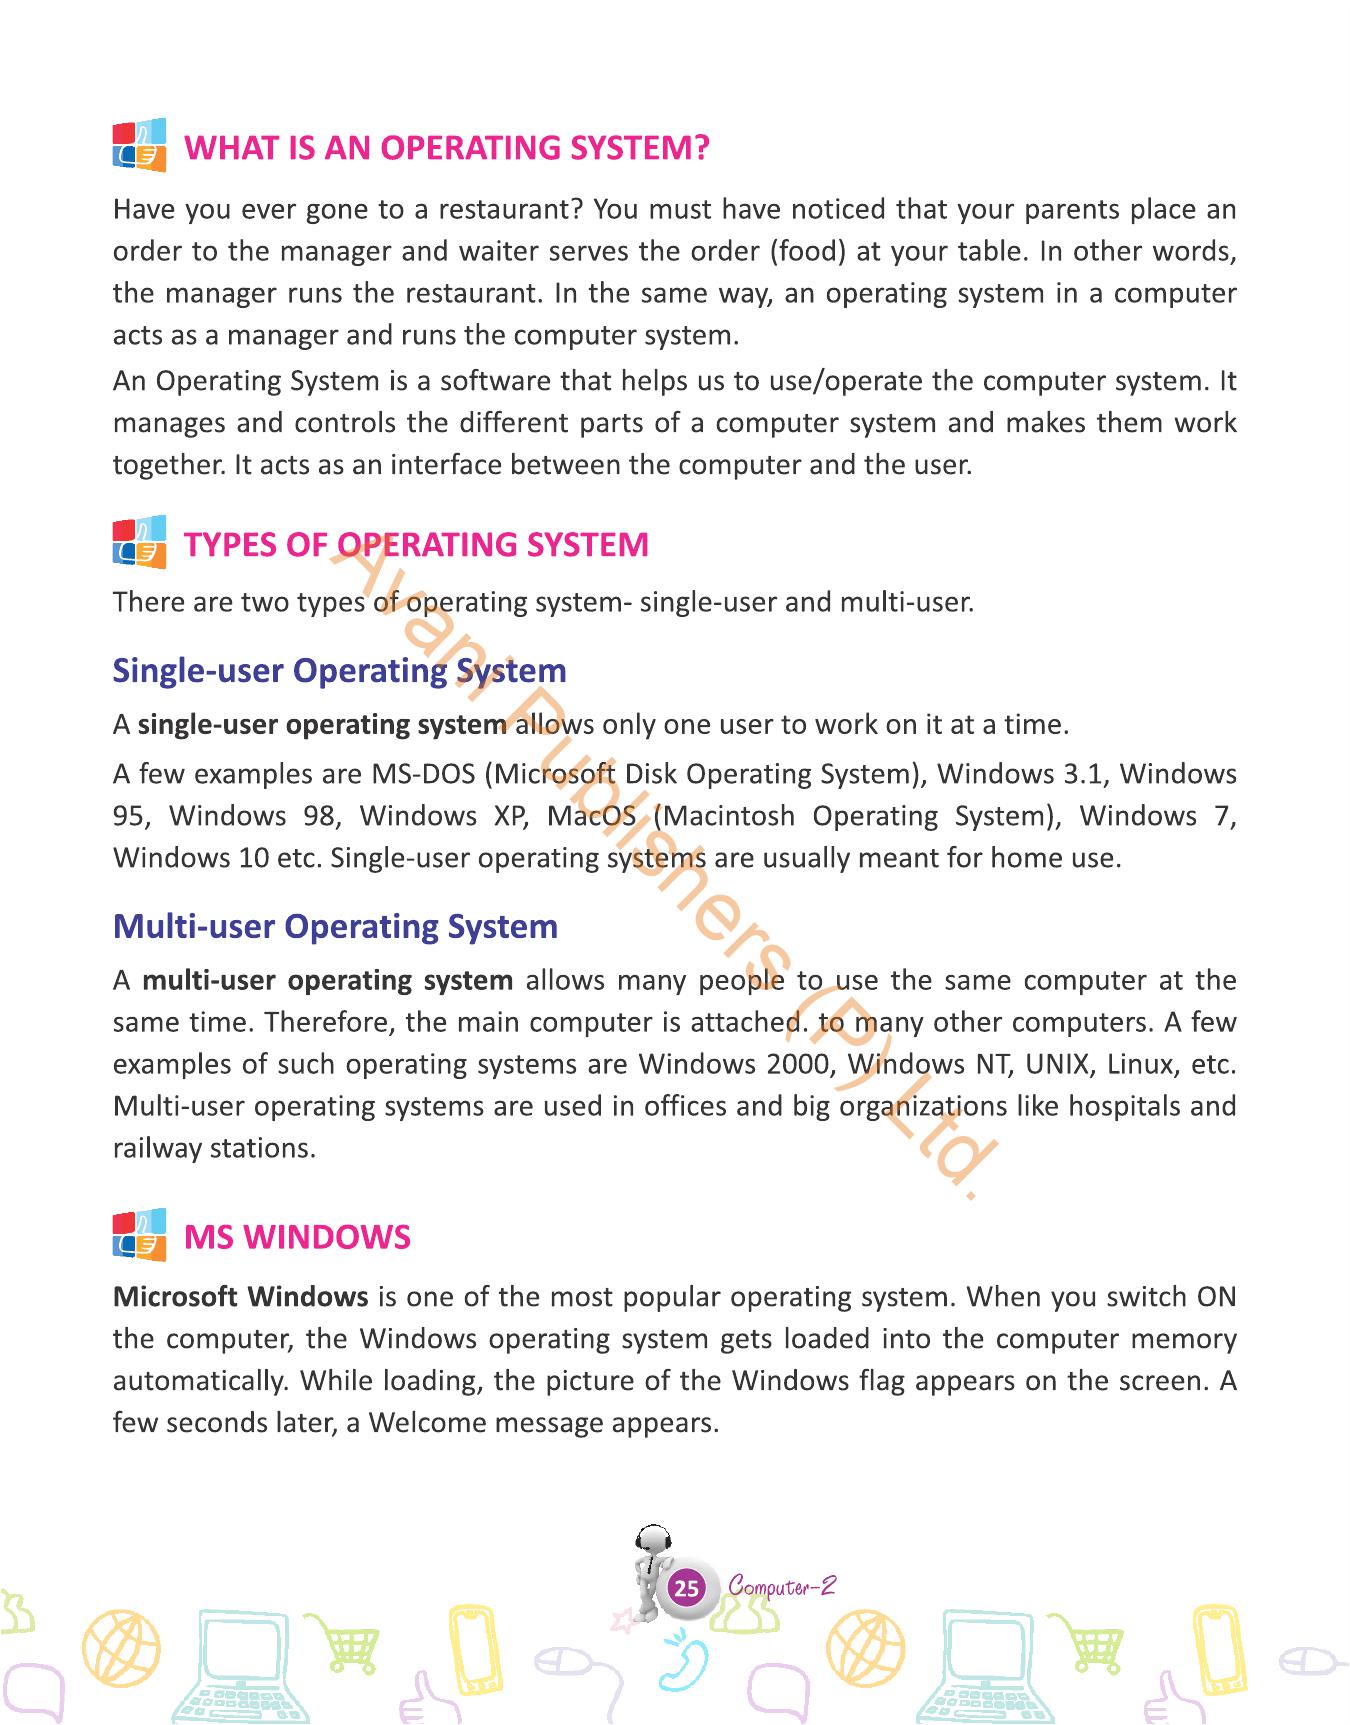 WHAT IS AN OPERATING SYSTEM?
Have you ever gone to a restaurant? You must have noticed that your parents place an
order to the manager and waiter serves the order (food) at your table. In other words,
the manager runs the restaurant. In the same way, an operating system in a computer
acts as a manager and runs the computer system.
An Operating System is a software that helps us to use/operate the computer system. It
manages and controls the different parts of a computer system and makes them work
together. It acts as an interface between the computer and the user.
TYPES OF OPERATING SYSTEM
There are two types of operating system- single-user and multi-user.
Single-user Operating System
A single-user operating system allows only one user to work on it at a time.
A few examples are MS-DOS (Microsoft Disk Operating System), Windows 3.1, Windows
95, Windows 98, Windows XP, MacOS (Macintosh Operating System), Windows 7,
Windows 10 etc. Single-user operating systems are usually meant for home use.
Multi-user Operating System
A multi-user operating system allows many people to use the same computer at the
same time. Therefore, the main computer is attached. to many other computers. A few
examples of such operating systems are Windows 2000, Windows NT, UNIX, Linux, etc.
Multi-user operating systems are used in offices and big organizations like hospitals and
railway stations.
MS WINDOWS
Microsoft Windows is one of the most popular operating system. When you switch ON
the computer, the Windows operating system gets loaded into the computer memory
automatically. While loading, the picture of the Windows flag appears on the screen. A
few seconds later, a Welcome message appears.
25 Computer-2
Avani Publishers (P) Ltd.